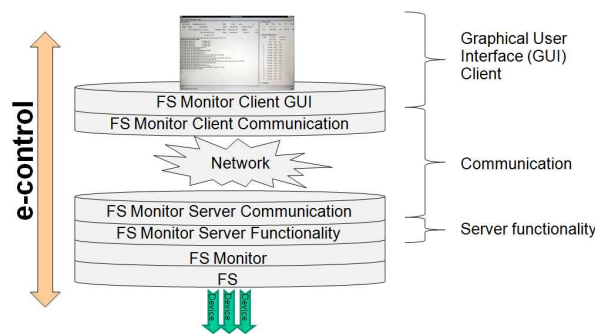 Graphical User
Interface (GUI)
Client
FS Monitor Client GUI
FS Monitor Client Communication
Network
Communication
e-control
FS Monitor Server Communication
FS Monitor Server Functionality
Server functionality
FS Monitor
FS
Device
Device
Device